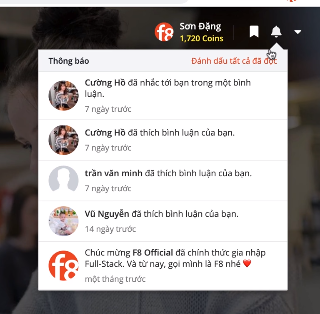 Sơn Đặng
1,720 Coins
Thông báo
Đánh dấu tất cả đã đọc
Cường Hồ đã nhắc tới bạn trong một bình
luận.
7 ngày trước
Cường Hồ đã thích bình luận của bạn.
7 ngày trước
trần văn minh đã thích bình luận của bạn.
7 ngày trước
Vũ Nguyễn đã thích bình luận của bạn.
14 ngày trước
Chúc mừng F8 Official đã chính thức gia nhập
Full-Stack. Và từ nay, gọi mình là F8 nhé ❤️
một tháng trước